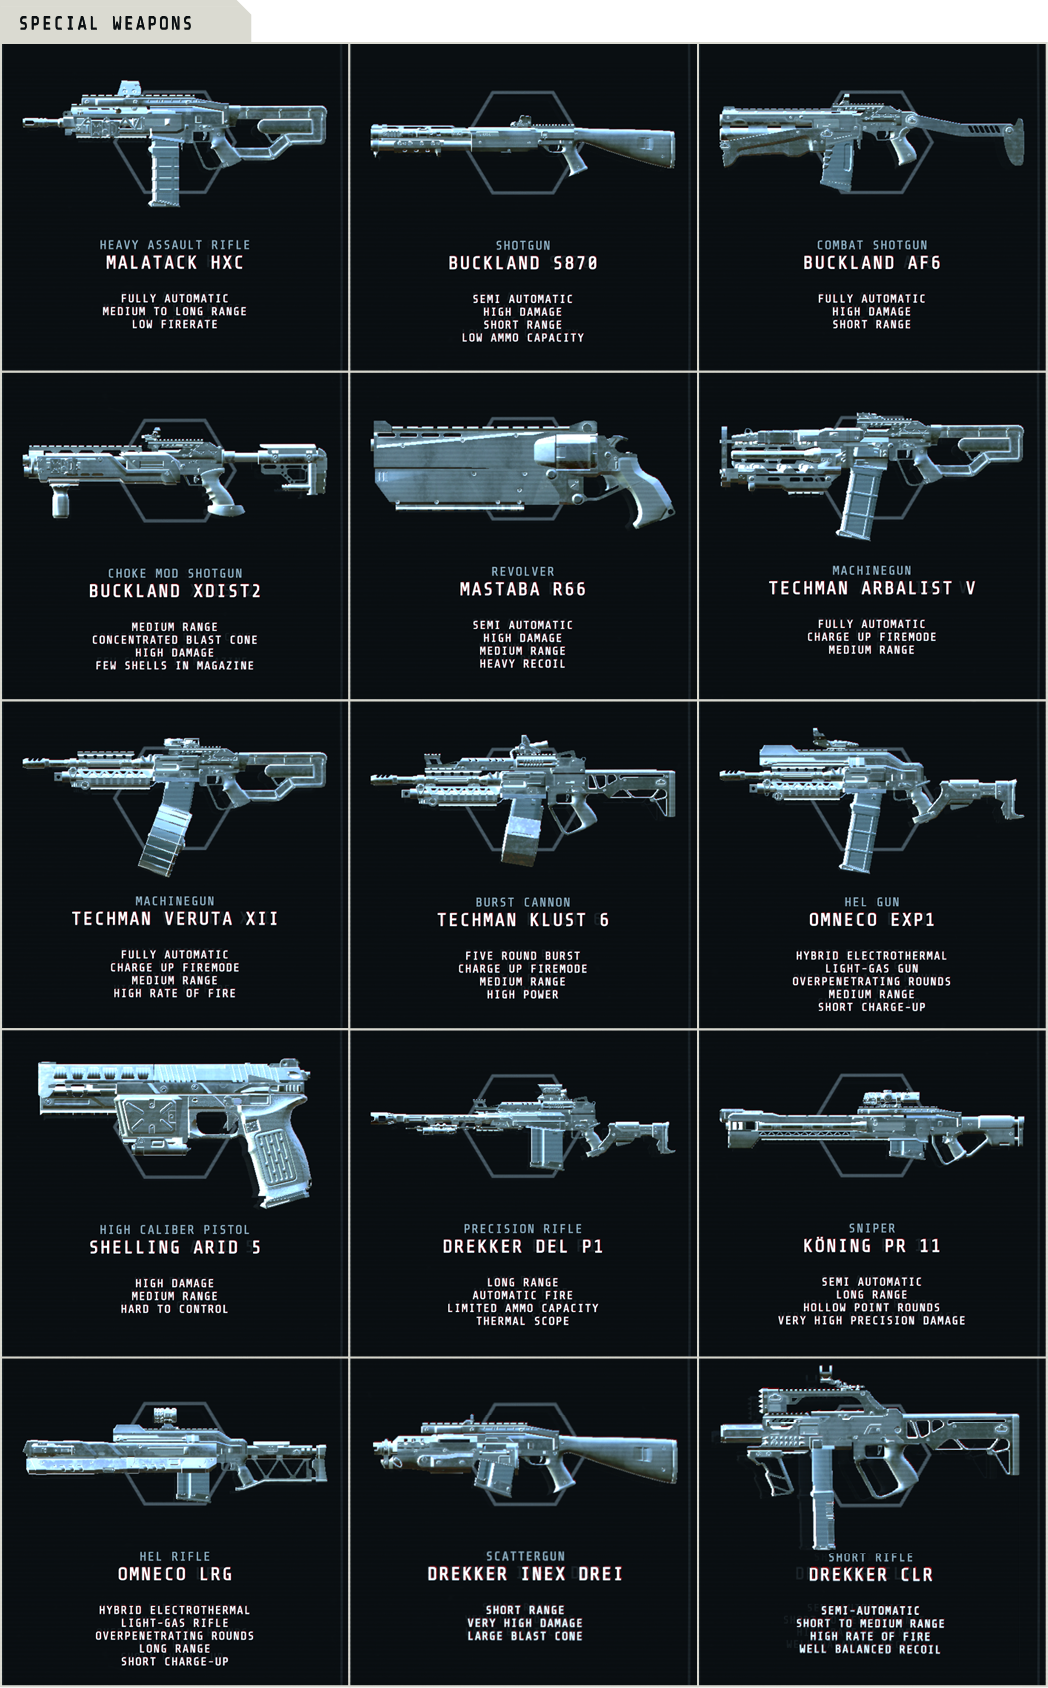 SPECIAL WEAPONS
HEAVY ASSAULT RIFLE
MALATACK HXC
FULLY AUTOMATIC
MEDIUM TO LONG RANGE
LOW FIRERATE
SHOTGUN
BUCKLAND S870
SEMI AUTOMATIC
HIGH DAMAGE
SHORT RANGE
LOW AMMO CAPACITY
COMBAT SHOTGUN
BUCKLAND AF6
FULLY AUTOMATIC
HIGH DAMAGE
SHORT RANGE
CHOKE MOD SHOTGUN
BUCKLAND XDIST2
MEDIUM RANGE
CONCENTRATED BLAST CONE
HIGH DAMAGE
FEW SHELLS IN MAGAZINE
REVOLVER
MASTABA R66
SEMI AUTOMATIC
HIGH DAMAGE
MEDIUM RANGE
HEAVY RECOIL
MACHINEGUN
TECHMAN ARBALIST V
FULLY AUTOMATIC
CHARGE UP FIREMODE
MEDIUM RANGE
MACHINEGUN
TECHMAN VERUTA XII
FULLY AUTOMATIC
CHARGE UP FIREMODE
MEDIUM RANGE
HIGH RATE OF FIRE
BURST CANNON
TECHMAN KLUST 6
FIVE ROUND BURST
CHARGE UP FIREMODE
MEDIUM RANGE
HIGH POWER
HEL GUN
OMNECO EXP1
HYBRID ELECTROTHERMAL
LIGHT-GAS GUN
OVERPENETRATING ROUNDS
MEDIUM RANGE
SHORT CHARGE-UP
HIGH CALIBER PISTOL
SHELLING ARID 5
HIGH DAMAGE
MEDIUM RANGE
HARD TO CONTROL
PRECISION RIFLE
DREKKER DEL P1
LONG RANGE
AUTOMATIC FIRE
LIMITED AMMO CAPACITY
THERMAL SCOPE
SNIPER
KÖNING PR 11
SEMI AUTOMATIC
LONG RANGE
HOLLOW POINT ROUNDS
VERY HIGH PRECISION DAMAGE
HEL RIFLE
OMNECO LRG
HYBRID ELECTROTHERMAL
LIGHT-GAS RIFLE
OVERPENETRATING ROUNDS
LONG RANGE
SHORT CHARGE-UP
SCATTERGUN
DREKKER INEX DREI
SHORT RANGE
VERY HIGH DAMAGE
LARGE BLAST CONE
SHORT RIFLE
DREKKER CLR
SEMI-AUTOMATIC
SHORT TO MEDIUM RANGE
HIGH RATE OF FIRE
WELL BALANCED RECOIL